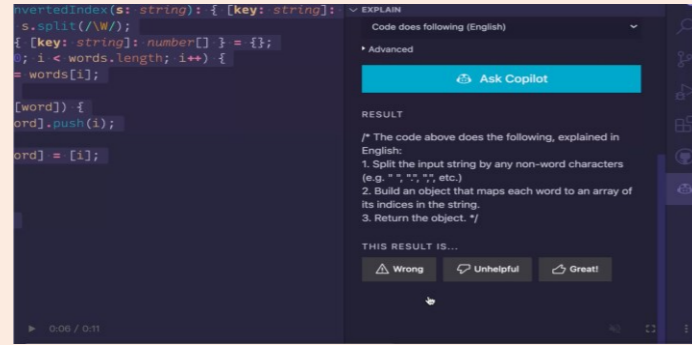 nvertedIndex(s: string): { [key: string]:
s.split(/\W/);
{ [key: string]: number[] } = {};
; i < words.length; i++) {
= words[i];
[word]) {
ord].push(i);
ord] = [i];
EXPLAIN
Code does following (English)
Advanced
Ask Copilot
RESULT
/* The code above does the following, explained in
English:
1. Split the input string by any non-word characters
(e.g. " ", ".", ",", etc.)
2. Build an object that maps each word to an array of
its indices in the string.
3. Return the object. */
THIS RESULT IS...
Wrong
Unhelpful
Great!
0:06 / 0:11